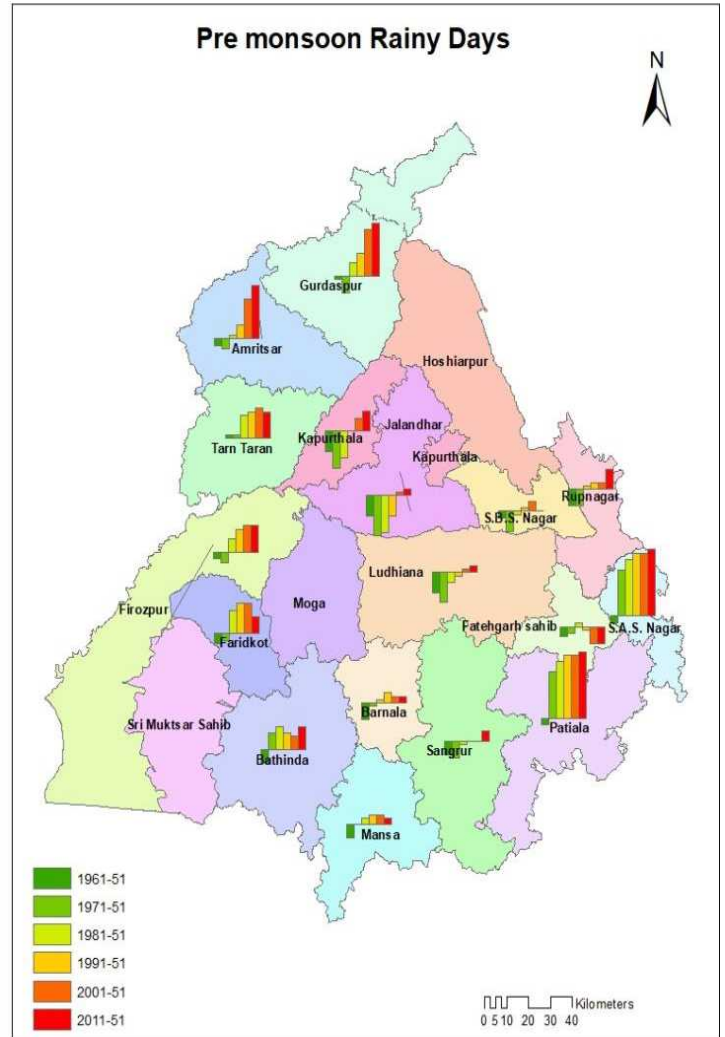 Pre monsoon Rainy Days
N
Gurdaspur
Amritsar
Hoshiarpur
Tarn Taran
Kapurthala
Jalandhar
Kapurthala
Rupnagar
S.B.S. Nagar
Ludhiana
Moga
Firozpur
Fatehgarh sahib
S.A.S. Nagar
Faridkot
Sri Muktsar Sahib
Barnala
Patiala
Bathinda
Sangrur
Mansa
1961-51
1971-51
1981-51
1991-51
2001-51
2011-51
Kilometers
0 5 10 20 30 40